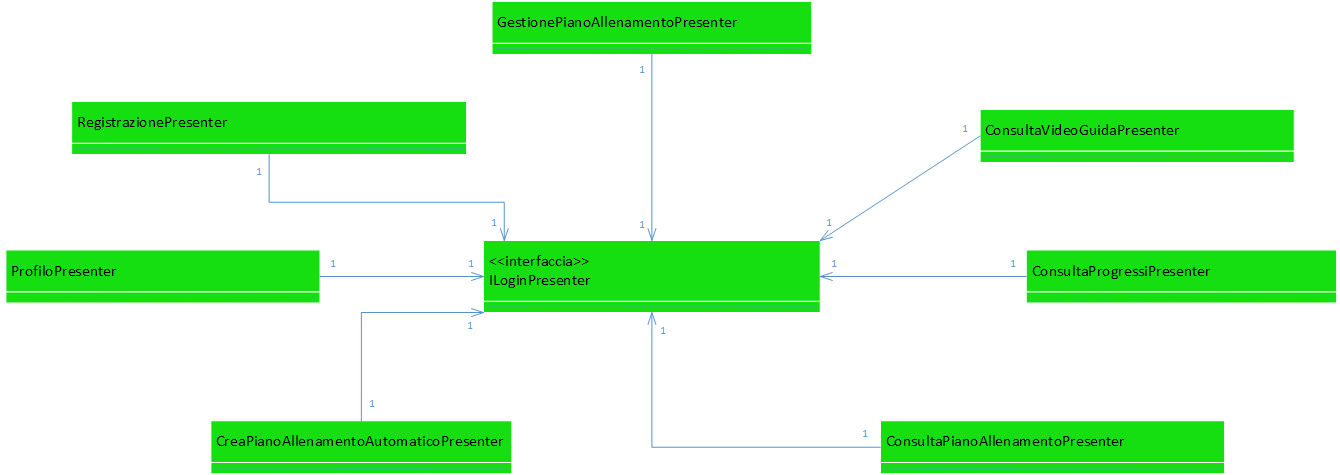 GestionePianoAllenamentoPresenter
1
RegistrazionePresenter
1
ConsultaVideoGuidaPresenter
1
1
1
1
ProfiloPresenter
1
1
<<interfaccia>>
ILoginPresenter
1
1
ConsultaProgressiPresenter
1
1
1
CreaPianoAllenamentoAutomaticoPresenter
1
ConsultaPianoAllenamentoPresenter